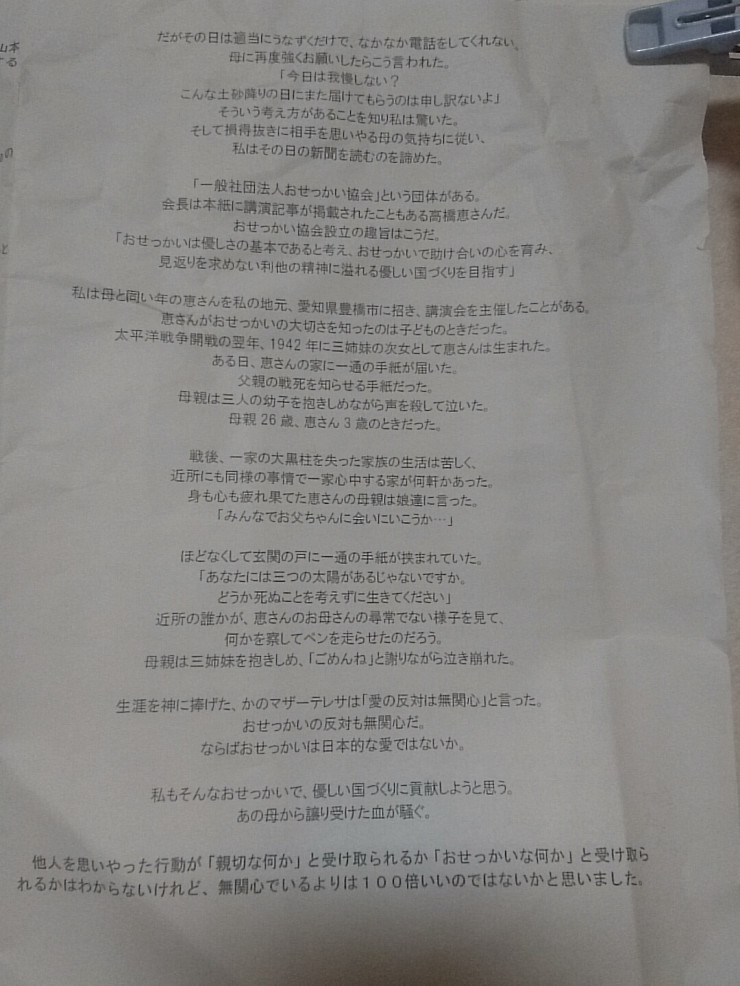 だがその日は適当にうなずくだけで、なかなか電話をしてくれない。
母に再度強くお願いしたらこう言われた。
「今日は我慢しない？
こんな土砂降りの日にまた届けてもらうのは申し訳ないよ」
そういう考え方があることを知り私は驚いた。
そして損得抜きに相手を思いやる母の気持ちに従い、
私はその日の新聞を読むのを諦めた。
「一般社団法人おせっかい協会」という団体がある。
会長は本紙に講演記事が掲載されたこともある高橋恵さんだ。
おせっかい協会設立の趣旨はこうだ。
「おせっかいは優しさの基本であると考え、おせっかいで助け合いの心を育み、
見返りを求めない利他の精神に溢れる優しい国づくりを目指す」
私は母と同い年の恵さんを私の地元、愛知県豊橋市に招き、講演会を主催したことがある。
恵さんがおせっかいの大切さを知ったのは子どものときだった。
太平洋戦争開戦の翌年、1942年に三姉妹の次女として恵さんは生まれた。
ある日、恵さんの家に一通の手紙が届いた。
父親の戦死を知らせる手紙だった。
母親は三人の幼子を抱きしめながら声を殺して泣いた。
母親26歳、恵さん3歳のときだった。
戦後、一家の大黒柱を失った家族の生活は苦しく、
近所にも同様の事情で一家心中する家が何軒かあった。
身も心も疲れ果てた恵さんの母親は娘達に言った。
「みんなでお父ちゃんに会いにいこうか…」
ほどなくして玄関の戸に一通の手紙が挟まれていた。
「あなたには三つの太陽があるじゃないですか。
どうか死ぬことを考えずに生きてください」
近所の誰かが、恵さんのお母さんの尋常でない様子を見て、
何かを察してペンを走らせたのだろう。
母親は三姉妹を抱きしめ、「ごめんね」と謝りながら泣き崩れた。
生涯を神に捧げた、かのマザーテレサは「愛の反対は無関心」と言った。
おせっかいの反対も無関心だ。
ならばおせっかいは日本的な愛ではないか。
私もそんなおせっかいで、優しい国づくりに貢献しようと思う。
あの母から譲り受けた血が騒ぐ。
他人を思いやった行動が「親切な何か」と受け取られるか「おせっかいな何か」と受け取ら
れるかはわからないけれど、無関心でいるよりは１００倍いいのではないかと思いました。
山本
する
の
と